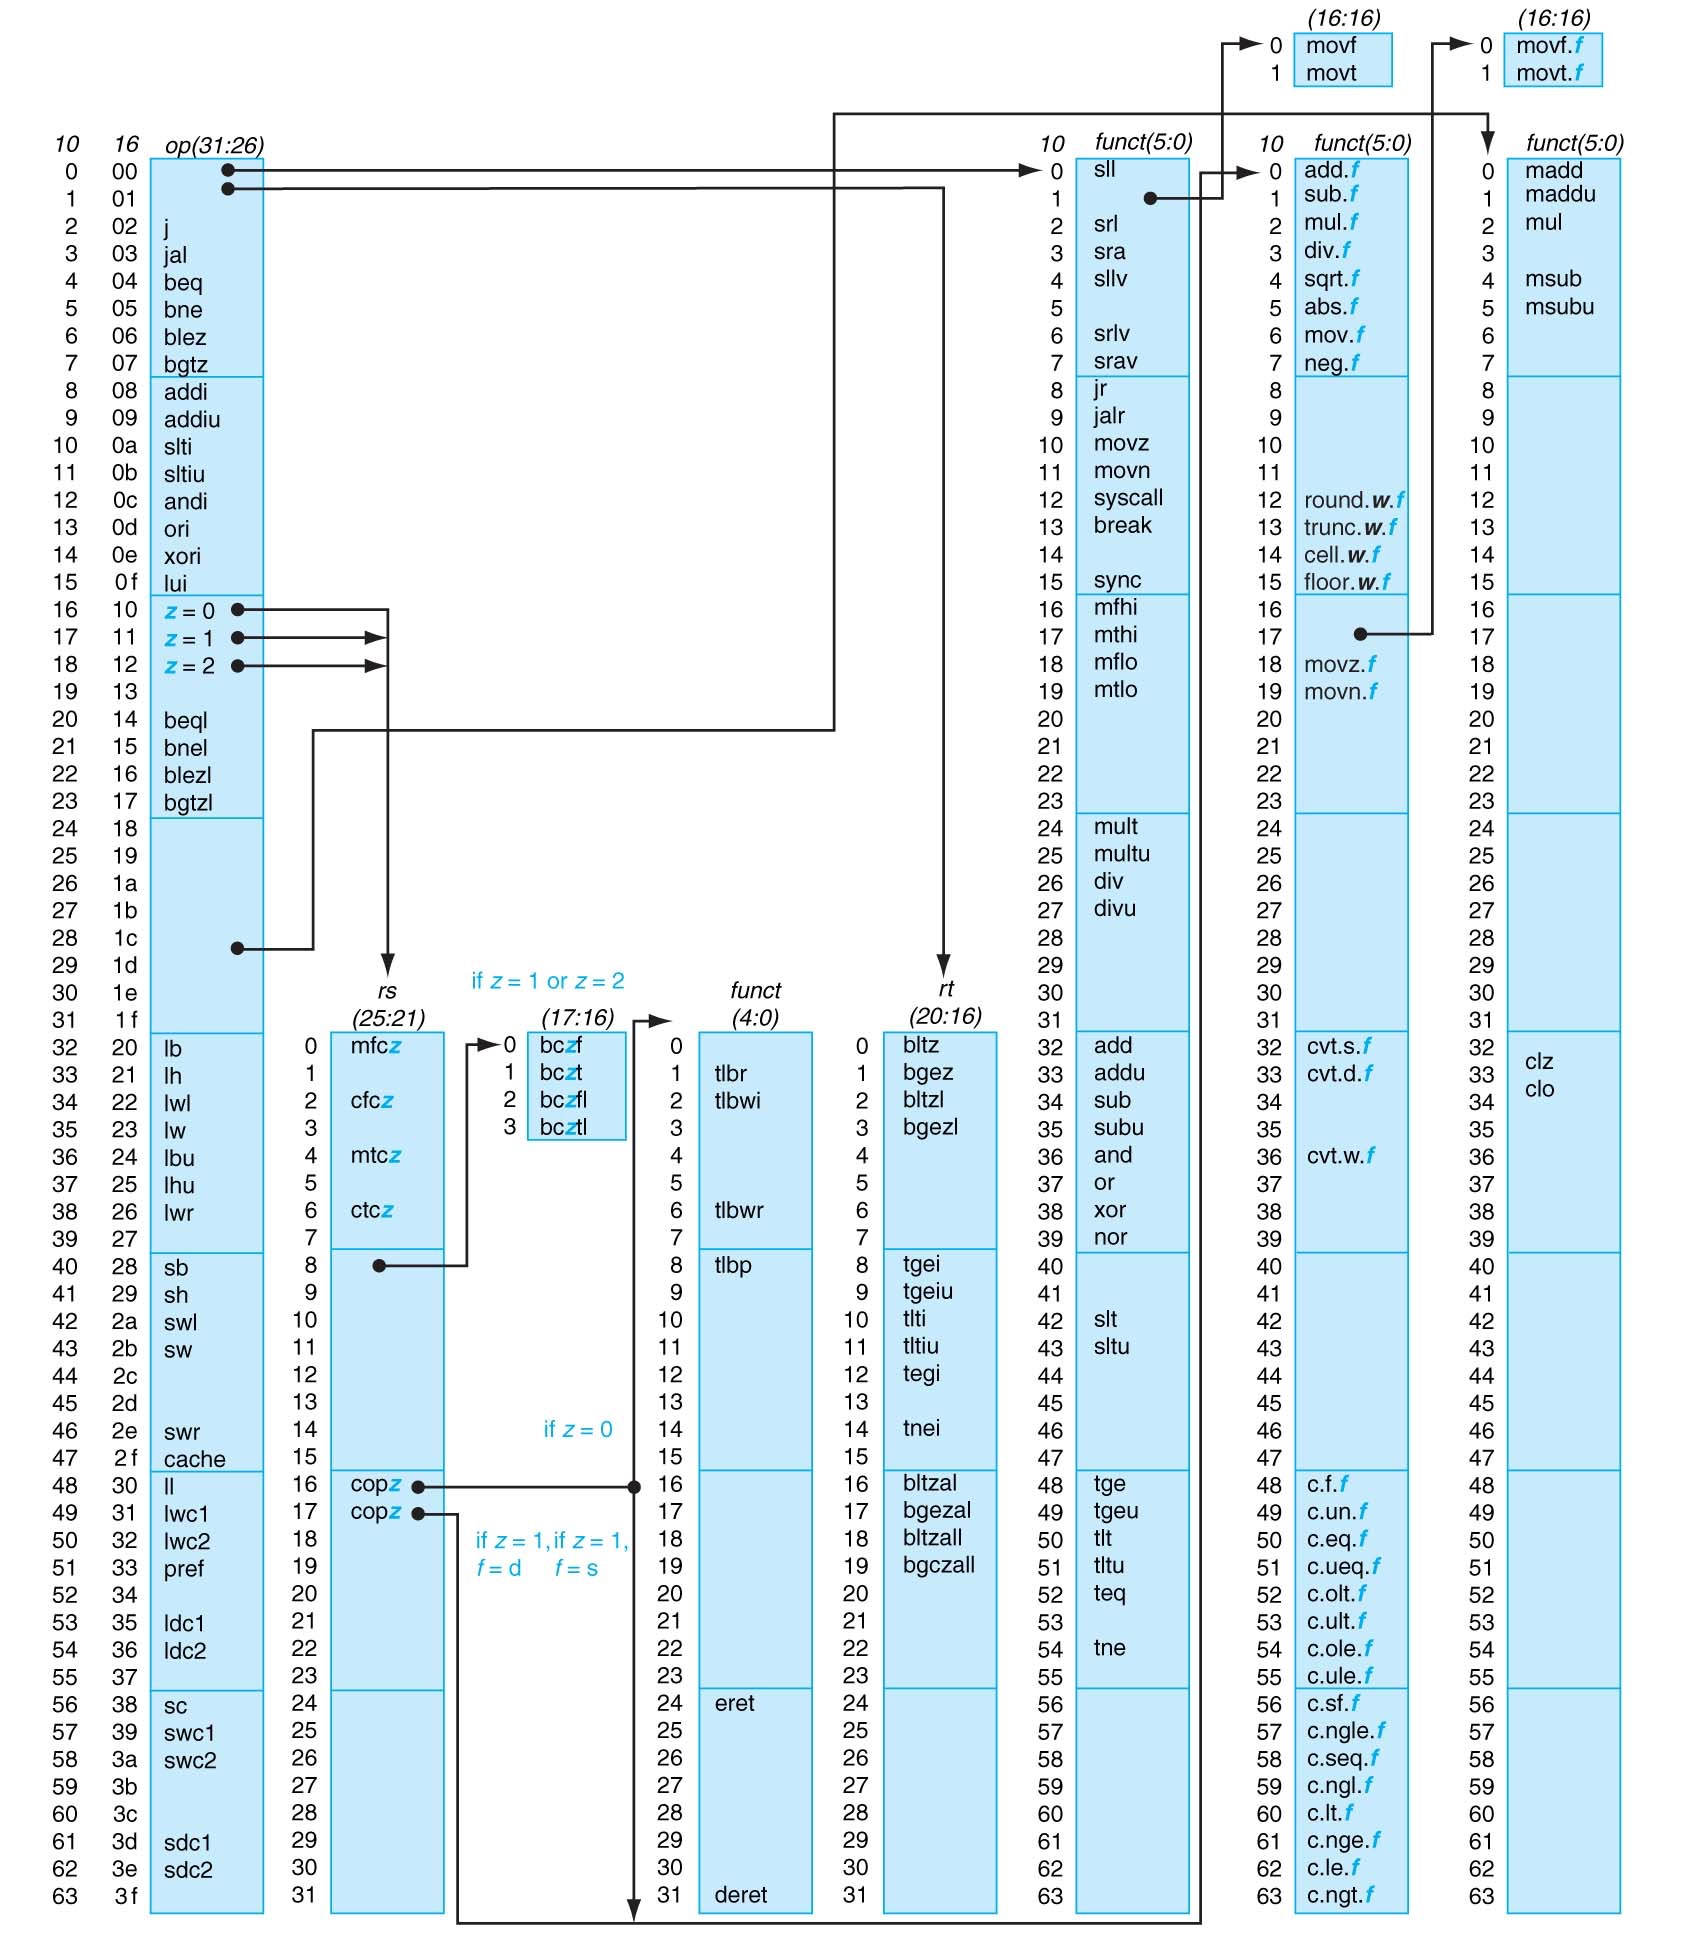 (16:16) (16:16)
0 movf 0 movf.f
1 movt 1 movt.f
10 16 op(31:26) 10 funct(5:0) 10 funct(5:0) funct(5:0)
0 00 0 sll 0 add.f 0 madd
1 01 1 1 sub.f 1 maddu
2 02 j 2 srl 2 mul.f 2 mul
3 03 jal 3 sra 3 div.f 3
4 04 beq 4 sllv 4 sqrt.f 4 msub
5 05 bne 5 5 abs.f 5 msubu
6 06 blez 6 srlv 6 mov.f 6
7 07 bgtz 7 srav 7 neg.f 7
8 08 addi 8 jr 8 8
9 09 addiu 9 jalr 9 9
10 0a slti 10 movz 10 10
11 0b sltiu 11 movn 11 11
12 0c andi 12 syscall 12 round.w.f 12
13 0d ori 13 break 13 trunc.w.f 13
14 0e xori 14 14 cell.w.f 14
15 0f lui 15 sync 15 floor.w.f 15
16 10 z = 0 16 mfhi 16 16
17 11 z = 1 17 mthi 17 17
18 12 z = 2 18 mflo 18 movz.f 18
19 13 19 mtlo 19 movn.f 19
20 14 beql 20 20 20
21 15 bnel 21 21 21
22 16 blezl 22 22 22
23 17 bgtzl 23 23 23
24 18 24 mult 24 24
25 19 25 multu 25 25
26 1a 26 div 26 26
27 1b 27 divu 27 27
28 1c 28 28 28
29 1d 29 29 29
if z = 1 or z = 2
30 1e rs funct rt 30 30 30
31 1f (25:21) (17:16) (4:0) (20:16) 31 31 31
32 20 lb 0 mfcz 0 bczf 0 0 bltz 32 add 32 cvt.s.f 32
clz
33 21 lh 1 1 bczt 1 tlbr 1 bgez 33 addu 33 cvt.d.f 33
clo
34 22 lwl 2 cfcz 2 bczfl 2 tlbwi 2 bltzl 34 sub 34 34
35 23 lw 3 3 bcztl 3 3 bgezl 35 subu 35 35
36 24 lbu 4 mtcz 4 4 36 and 36 cvt.w.f 36
37 25 lhu 5 5 5 37 or 37 37
38 26 lwr 6 ctcz 6 tlbwr 6 38 xor 38 38
39 27 7 7 7 39 nor 39 39
40 28 sb 8 8 tlbp 8 tgei 40 40 40
41 29 sh 9 9 9 tgeiu 41 41 41
42 2a swl 10 10 10 tlti 42 slt 42 42
43 2b sw 11 11 11 tltiu 43 sltu 43 43
44 2c 12 12 12 tegi 44 44 44
45 2d 13 13 13 45 45 45
46 2e swr 14 if z = 0 14 14 tnei 46 46 46
47 2f cache 15 15 15 47 47 47
48 30 ll 16 copz 16 16 bltzal 48 tge 48 c.f.f 48
49 31 lwc1 17 copz 17 17 bgezal 49 tgeu 49 c.un.f 49
50 32 lwc2 18 if z = 1, if z = 1, 18 18 bltzall 50 tlt 50 c.eq.f 50
51 33 pref 19 f = d f = s 19 19 bgczall 51 tltu 51 c.ueq.f 51
52 34 20 20 20 52 teq 52 c.olt.f 52
53 35 ldc1 21 21 21 53 53 c.ult.f 53
54 36 ldc2 22 22 22 54 tne 54 c.ole.f 54
55 37 23 23 23 55 55 c.ule.f 55
56 38 sc 24 24 eret 24 56 56 c.sf.f 56
57 39 swc1 25 25 25 57 57 c.ngle.f 57
58 3a swc2 26 26 26 58 58 c.seq.f 58
59 3b 27 27 27 59 59 c.ngl.f 59
60 3c 28 28 28 60 60 c.lt.f 60
61 3d sdc1 29 29 29 61 61 c.nge.f 61
62 3e sdc2 30 30 30 62 62 c.le.f 62
63 3f 31 31 deret 31 63 63 c.ngt.f 63